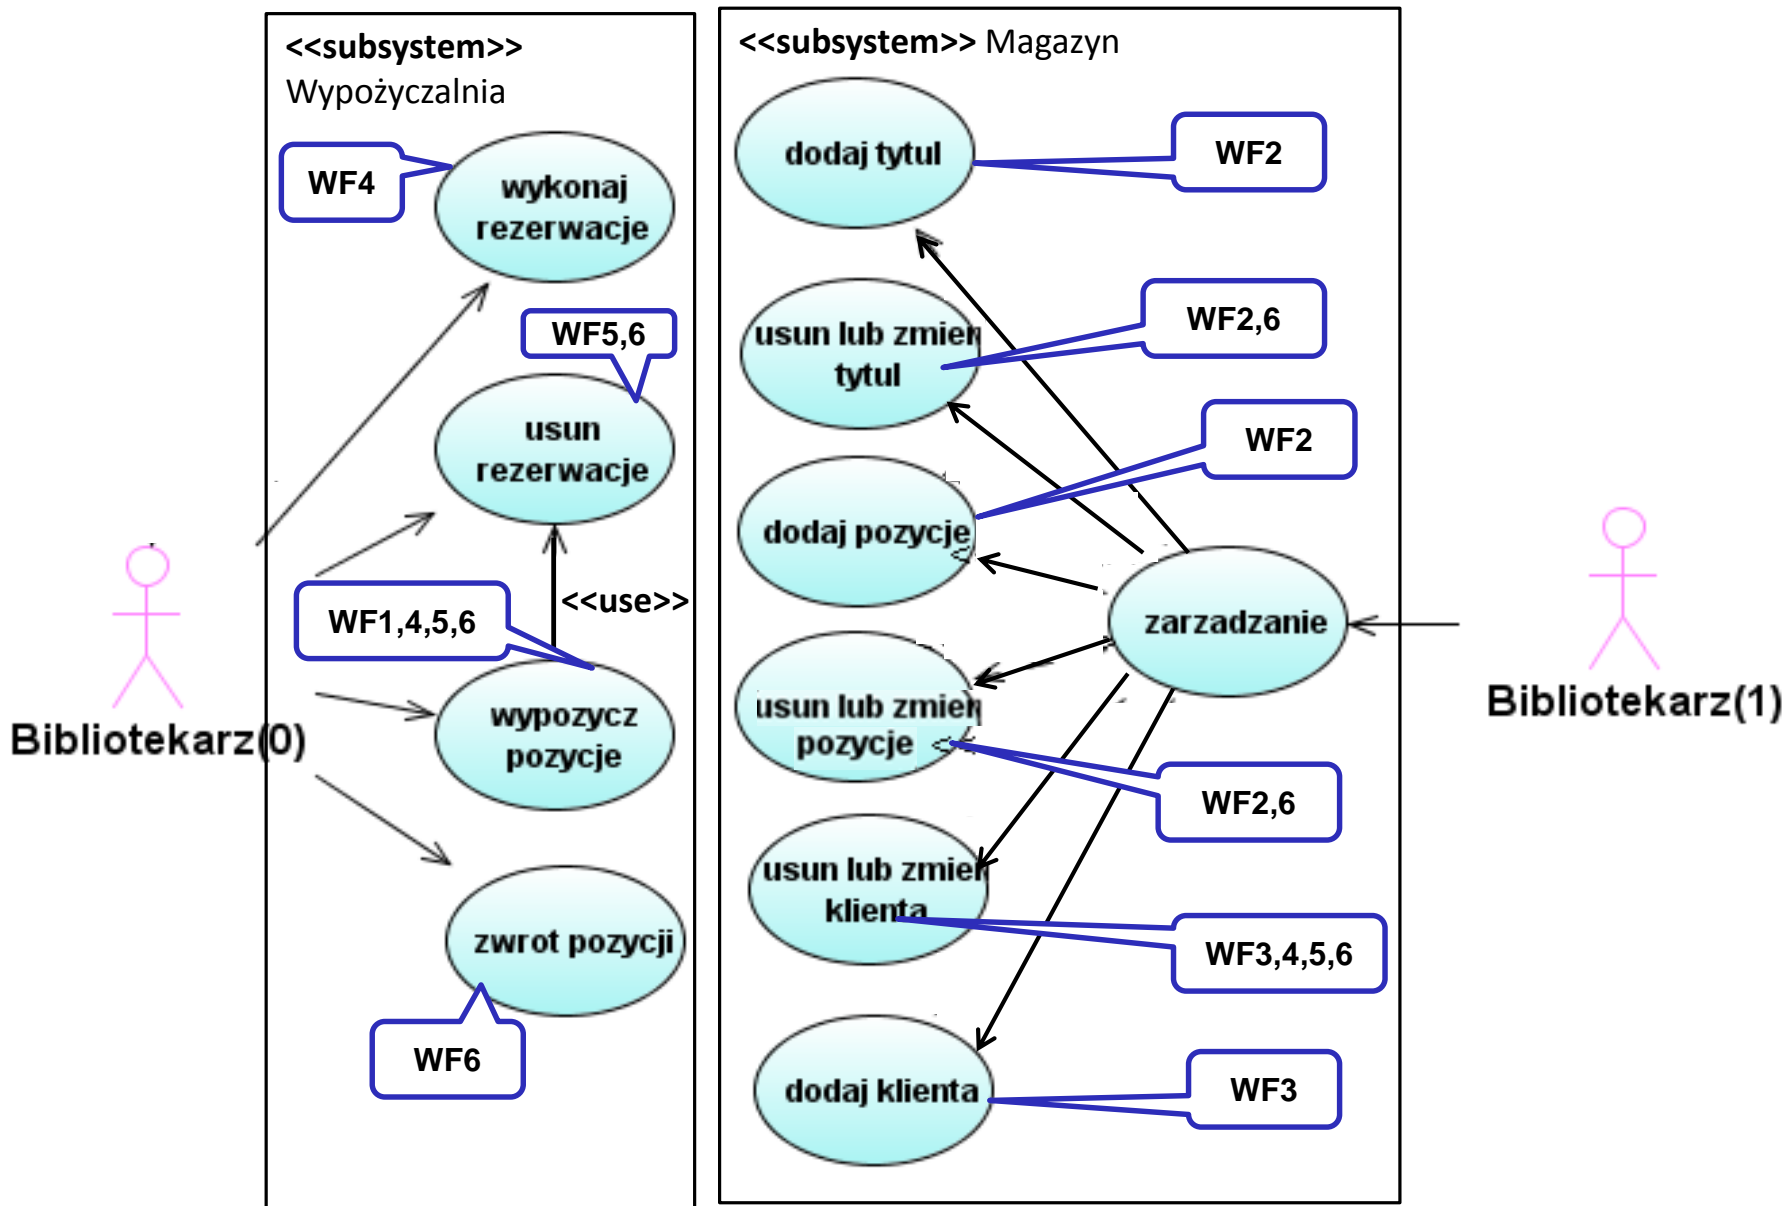 <<subsystem>>
Wypożyczalnia
WF4
wykonaj
rezerwacje
WF5,6
usun
rezerwacje
<<use>>
WF1,4,5,6
wypozycz
pozycje
zwrot pozycji
WF6
Bibliotekarz(0)
<<subsystem>> Magazyn
dodaj tytul
WF2
usun lub zmien
tytul
WF2,6
dodaj pozycje
WF2
zarzadzanie
usun lub zmien
pozycje
WF2,6
usun lub zmien
klienta
WF3,4,5,6
dodaj klienta
WF3
Bibliotekarz(1)